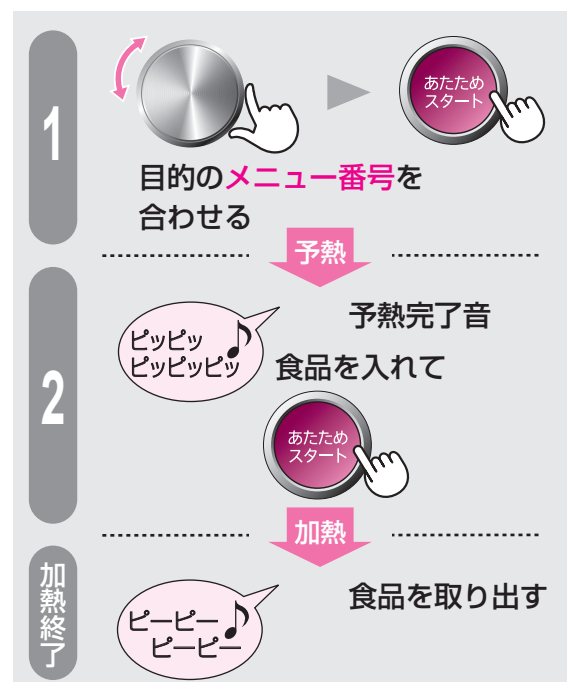 1
あたため
スタート
目的のメニュー番号を
合わせる
予熱
2
ピッピッ
ピッピッピッ
予熱完了音
食品を入れて
あたため
スタート
加熱
加熱終了
ピーピー
ピーピー
食品を取り出す